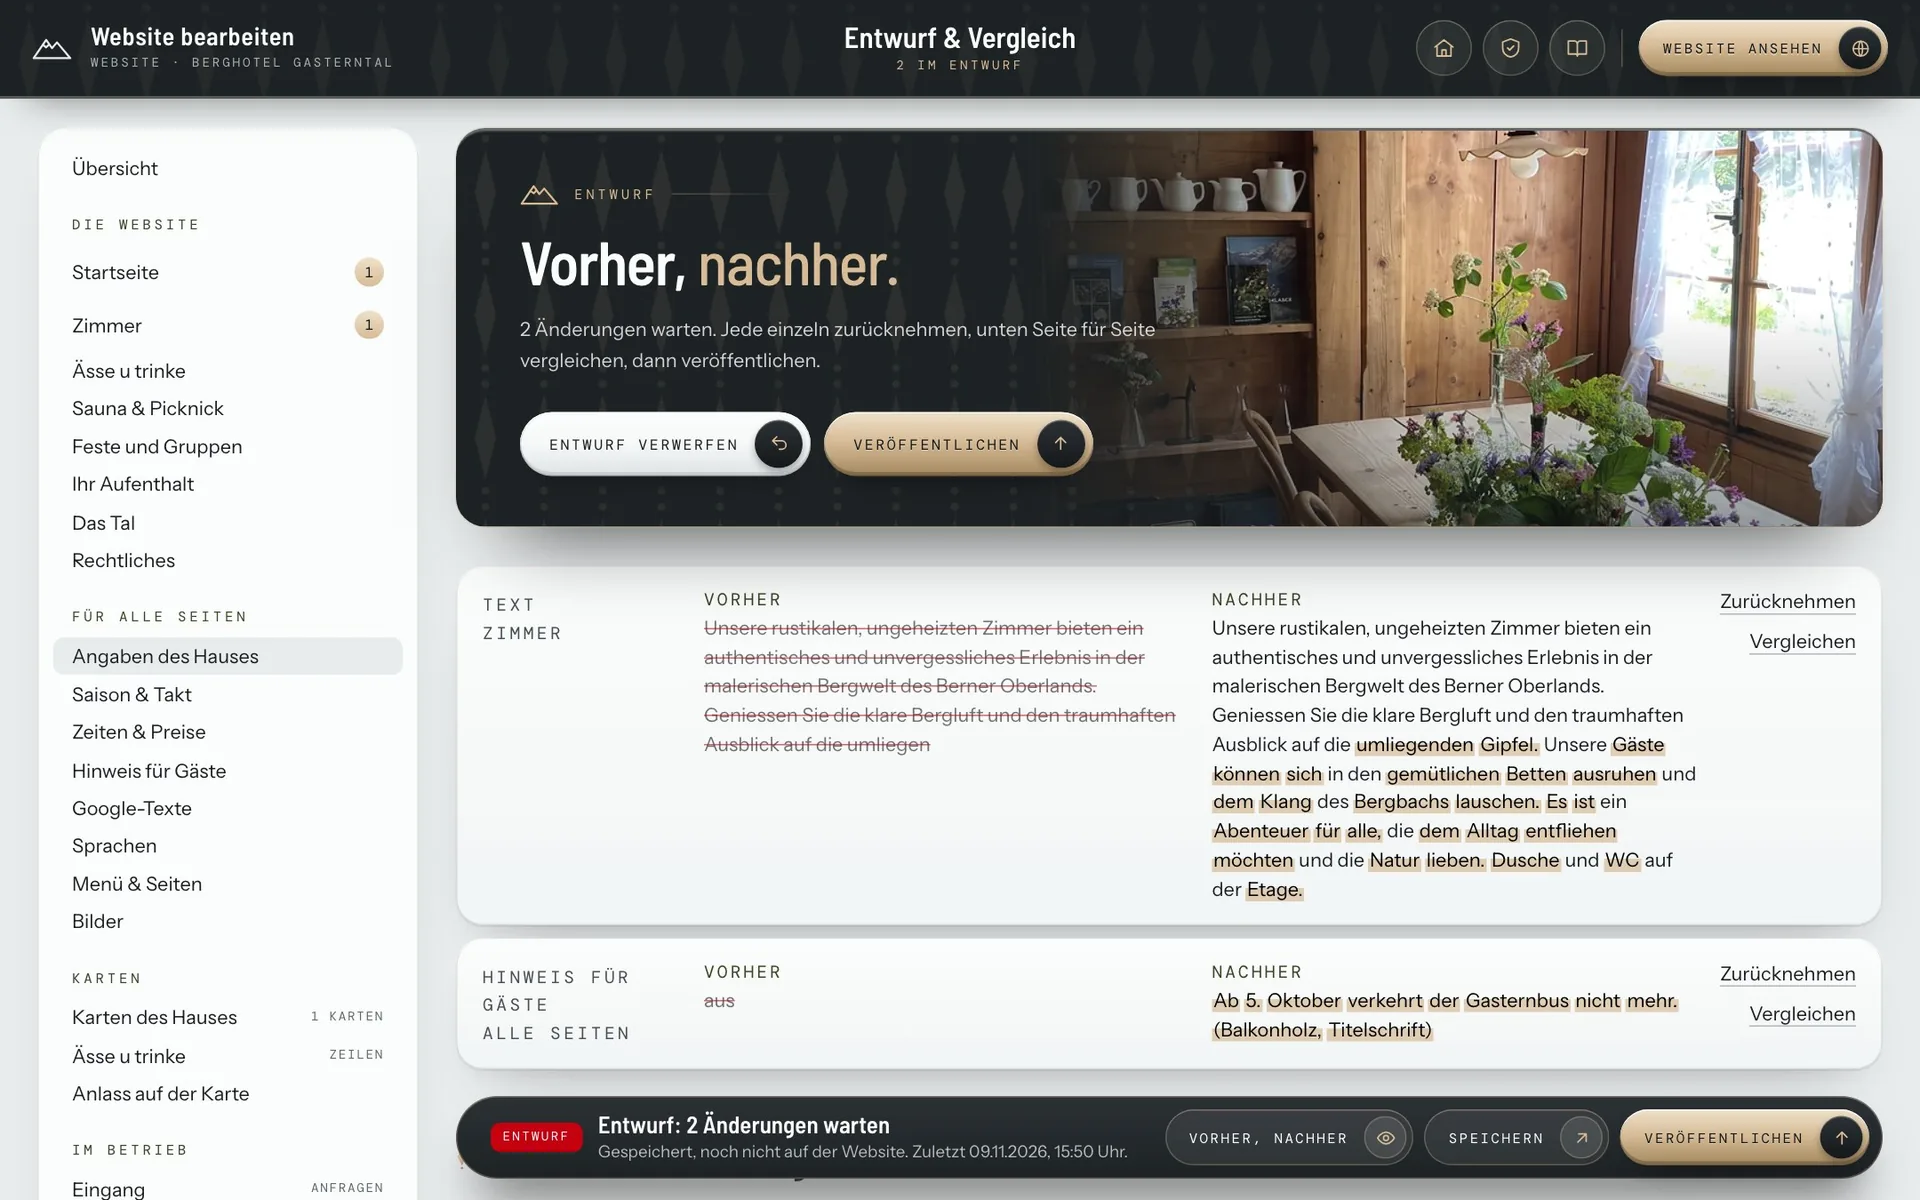 Website bearbeiten
WEBSITE · BERGHOTEL GASTERNTAL
Entwurf & Vergleich
2 IM ENTWURF
WEBSITE ANSEHEN
Übersicht
DIE WEBSITE
Startseite 1
Zimmer 1
Ässe u trinke
Sauna & Picknick
Feste und Gruppen
Ihr Aufenthalt
Das Tal
Rechtliches
FÜR ALLE SEITEN
Angaben des Hauses
Saison & Takt
Zeiten & Preise
Hinweis für Gäste
Google-Texte
Sprachen
Menü & Seiten
Bilder
KARTEN
Karten des Hauses 1 KARTEN
Ässe u trinke ZEILEN
Anlass auf der Karte
IM BETRIEB
Eingang ANFRAGEN
ENTWURF
Vorher, nachher.
2 Änderungen warten. Jede einzeln zurücknehmen, unten Seite für Seite
vergleichen, dann veröffentlichen.
ENTWURF VERWERFEN
VERÖFFENTLICHEN
TEXT
ZIMMER
VORHER
Unsere rustikalen, ungeheizten Zimmer bieten ein
authentisches und unvergessliches Erlebnis in der
malerischen Bergwelt des Berner Oberlands.
Geniessen Sie die klare Bergluft und den traumhaften
Ausblick auf die umliegen
NACHHER
Unsere rustikalen, ungeheizten Zimmer bieten ein
authentisches und unvergessliches Erlebnis in der
malerischen Bergwelt des Berner Oberlands.
Geniessen Sie die klare Bergluft und den traumhaften
Ausblick auf die umliegenden Gipfel. Unsere Gäste
können sich in den gemütlichen Betten ausruhen und
dem Klang des Bergbachs lauschen. Es ist ein
Abenteuer für alle, die dem Alltag entfliehen
möchten und die Natur lieben. Dusche und WC auf
der Etage.
Zurücknehmen
Vergleichen
HINWEIS FÜR
GÄSTE
ALLE SEITEN
VORHER
aus
NACHHER
Ab 5. Oktober verkehrt der Gasternbus nicht mehr.
(Balkonholz, Titelschrift)
Zurücknehmen
Vergleichen
ENTWURF
Entwurf: 2 Änderungen warten
Gespeichert, noch nicht auf der Website. Zuletzt 09.11.2026, 15:50 Uhr.
VORHER, NACHHER
SPEICHERN
VERÖFFENTLICHEN